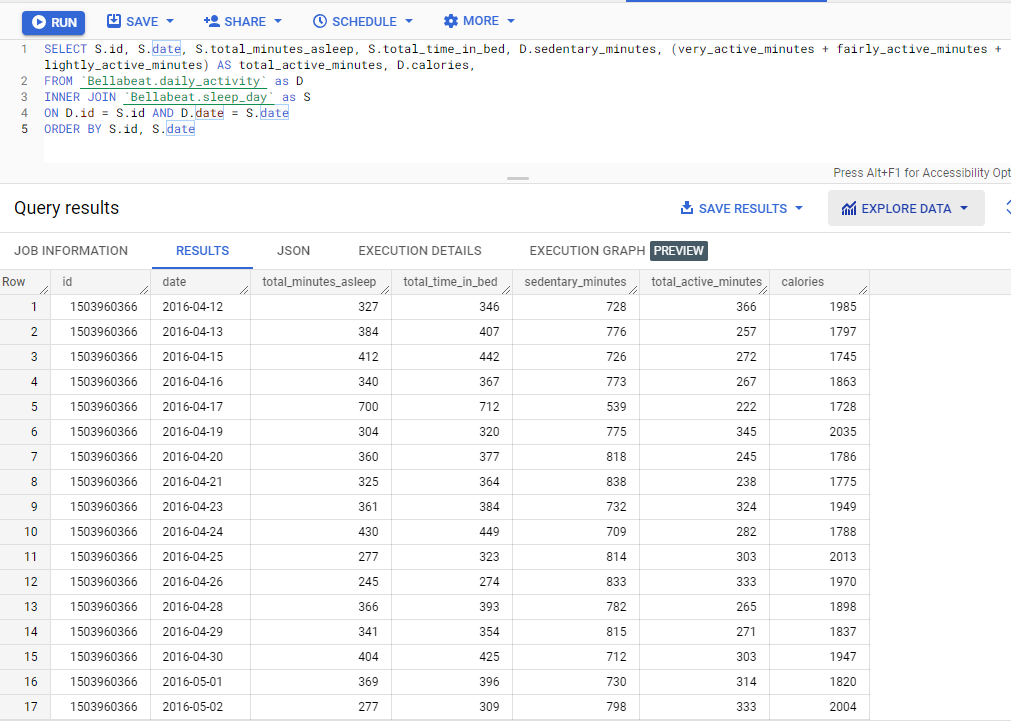 RUN SAVE SHARE SCHEDULE MORE
1 SELECT S.id, S.date, S.total_minutes_asleep, S.total_time_in_bed, D.sedentary_minutes, (very_active_minutes + fairly_active_minutes +
lightly_active_minutes) AS total_active_minutes, D.calories,
2 FROM `Bellabeat.daily_activity` as D
3 INNER JOIN `Bellabeat.sleep_day` as S
4 ON D.id = S.id AND D.date = S.date
5 ORDER BY S.id, S.date
Press Alt+F1 for Accessibility Opt
Query results SAVE RESULTS EXPLORE DATA
JOB INFORMATION RESULTS JSON EXECUTION DETAILS EXECUTION GRAPH PREVIEW
Row id date total_minutes_asleep total_time_in_bed sedentary_minutes total_active_minutes calories
1 1503960366 2016-04-12 327 346 728 366 1985
2 1503960366 2016-04-13 384 407 776 257 1797
3 1503960366 2016-04-15 412 442 726 272 1745
4 1503960366 2016-04-16 340 367 773 267 1863
5 1503960366 2016-04-17 700 712 539 222 1728
6 1503960366 2016-04-19 304 320 775 345 2035
7 1503960366 2016-04-20 360 377 818 245 1786
8 1503960366 2016-04-21 325 364 838 238 1775
9 1503960366 2016-04-23 361 384 732 324 1949
10 1503960366 2016-04-24 430 449 709 282 1788
11 1503960366 2016-04-25 277 323 814 303 2013
12 1503960366 2016-04-26 245 274 833 333 1970
13 1503960366 2016-04-28 366 393 782 265 1898
14 1503960366 2016-04-29 341 354 815 271 1837
15 1503960366 2016-04-30 404 425 712 303 1947
16 1503960366 2016-05-01 369 396 730 314 1820
17 1503960366 2016-05-02 277 309 798 333 2004